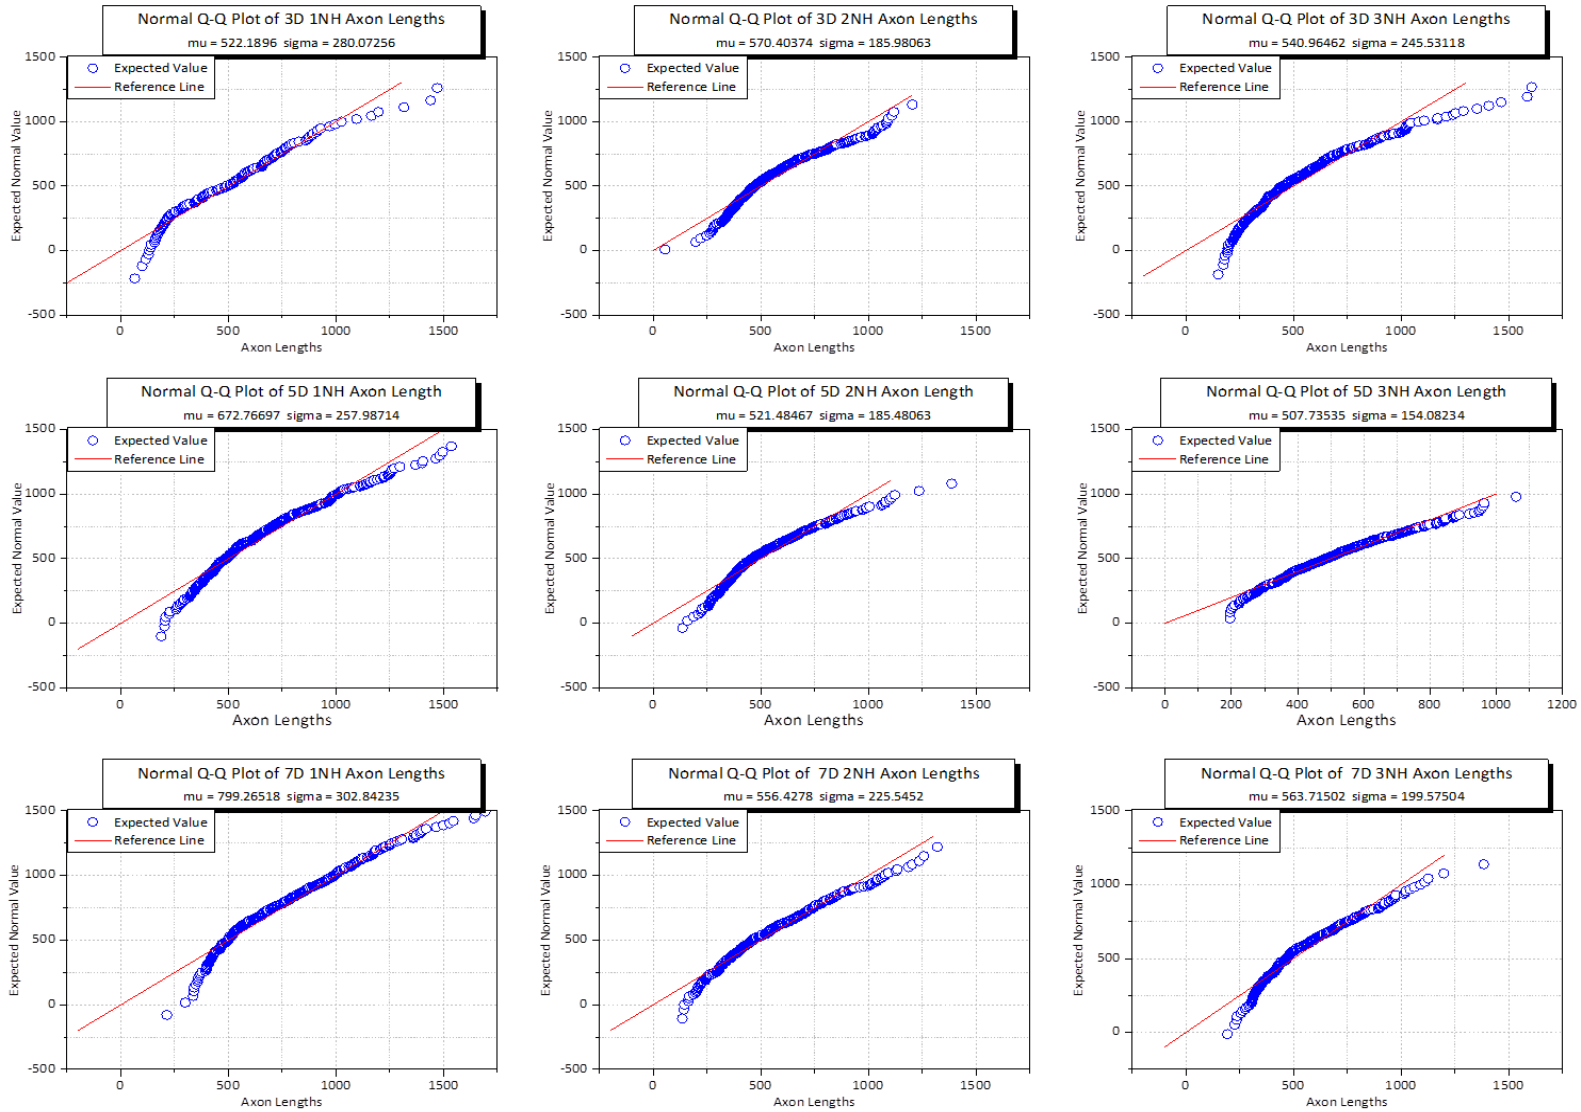 Normal Q-Q Plot of 3D 1NH Axon Lengths
mu = 522.1896 sigma = 280.07256
Expected Value
Reference Line
1500
1000
500
0
-500
Expected Normal Value
0 500 1000 1500
Axon Lengths
Normal Q-Q Plot of 3D 2NH Axon Lengths
mu = 570.40374 sigma = 185.98063
Expected Value
Reference Line
1500
1000
500
0
-500
Expected Normal Value
0 500 1000 1500
Axon Lengths
Normal Q-Q Plot of 3D 3NH Axon Lengths
mu = 540.96462 sigma = 245.53118
Expected Value
Reference Line
1500
1000
500
0
-500
Expected Normal Value
0 500 1000 1500
Axon Lengths
Normal Q-Q Plot of 5D 1NH Axon Length
mu = 672.76697 sigma = 257.98714
Expected Value
Reference Line
1500
1000
500
0
-500
Expected Normal Value
0 500 1000 1500
Axon Lengths
Normal Q-Q Plot of 5D 2NH Axon Length
mu = 521.48467 sigma = 185.48063
Expected Value
Reference Line
1500
1000
500
0
-500
Expected Normal Value
0 500 1000 1500
Axon Lengths
Normal Q-Q Plot of 5D 3NH Axon Length
mu = 507.73535 sigma = 154.08234
Expected Value
Reference Line
1500
1000
500
0
-500
Expected Normal Value
0 200 400 600 800 1000 1200
Axon Lengths
Normal Q-Q Plot of 7D 1NH Axon Lengths
mu = 799.26518 sigma = 302.84235
Expected Value
Reference Line
1500
1000
500
0
-500
Expected Normal Value
0 500 1000 1500
Axon Lengths
Normal Q-Q Plot of 7D 2NH Axon Lengths
mu = 556.4278 sigma = 225.5452
Expected Value
Reference Line
1500
1000
500
0
-500
Expected Normal Value
0 500 1000 1500
Axon Lengths
Normal Q-Q Plot of 7D 3NH Axon Lengths
mu = 563.71502 sigma = 199.57504
Expected Value
Reference Line
1500
1000
500
0
Expected Normal Value
0 500 1000 1500
Axon Lengths